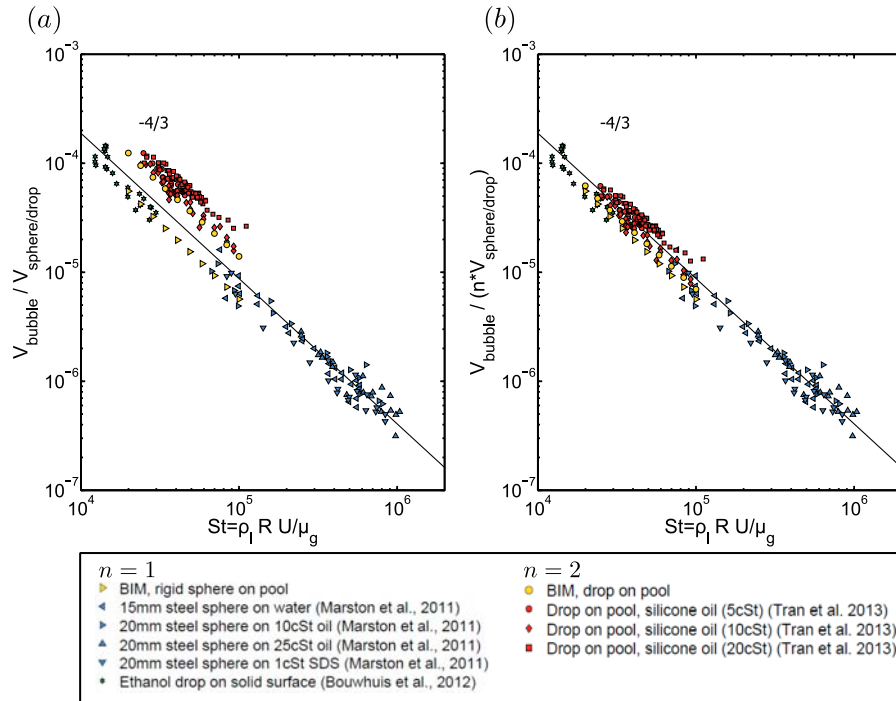 (a)
(b)
10^-3
10^-4
10^-5
10^-6
10^-7
-4/3
V_bubble / V_sphere/drop
10^4
10^5
10^6
St=ρ_l R U/μ_g
10^-3
10^-4
10^-5
10^-6
10^-7
-4/3
V_bubble / (n*V_sphere/drop)
10^4
10^5
10^6
St=ρ_l R U/μ_g
n = 1
BIM, rigid sphere on pool
15mm steel sphere on water (Marston et al., 2011)
20mm steel sphere on 10cSt oil (Marston et al., 2011)
20mm steel sphere on 25cSt oil (Marston et al., 2011)
20mm steel sphere on 1cSt SDS (Marston et al., 2011)
Ethanol drop on solid surface (Bouwhuis et al., 2012)
n = 2
BIM, drop on pool
Drop on pool, silicone oil (5cSt) (Tran et al. 2013)
Drop on pool, silicone oil (10cSt) (Tran et al. 2013)
Drop on pool, silicone oil (20cSt) (Tran et al. 2013)